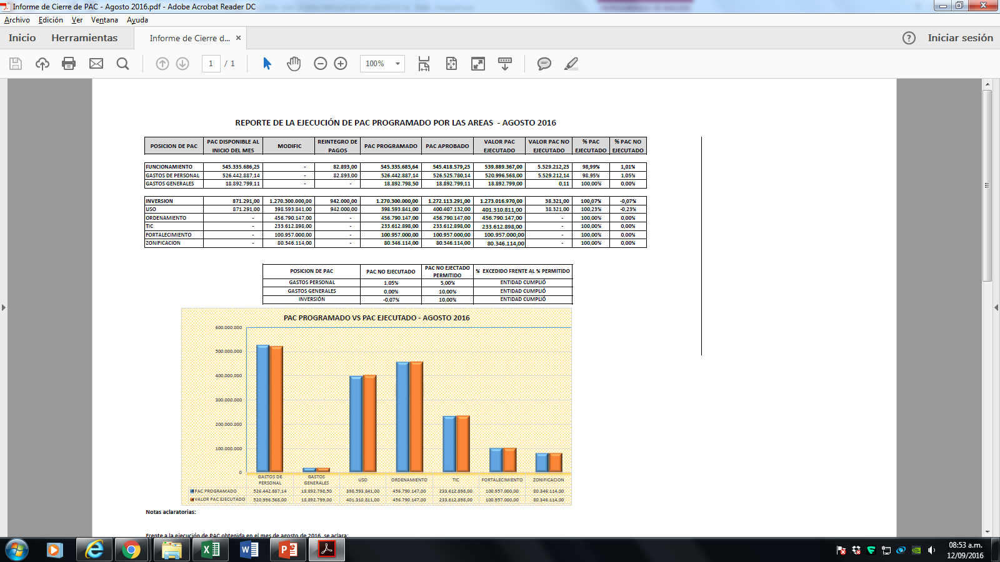 Informe de Cierre de PAC - Agosto 2016.pdf - Adobe Acrobat Reader DC
Archivo Edición Ver Ventana Ayuda
Inicio Herramientas Informe de Cierre d... × Iniciar sesión
1 / 1 100%
REPORTE DE LA EJECUCIÓN DE PAC PROGRAMADO POR LAS AREAS - AGOSTO 2016
POSICION DE PAC PAC DISPONIBLE AL INICIO DEL MES MODIFIC REINTEGRO DE PAGOS PAC PROGRAMADO PAC APROBADO VALOR PAC EJECUTADO VALOR PAC NO EJECUTADO % PAC EJECUTADO % PAC NO EJECUTADO
FUNCIONAMIENTO 545.335.686,25 - 82.893,00 545.335.685,64 545.418.579,25 539.889.367,00 5.529.212,25 98,99% 1,01%
GASTOS DE PERSONAL 526.442.887,14 - 82.893,00 526.442.887,14 526.525.780,14 520.996.568,00 5.529.212,14 98,95% 1,05%
GASTOS GENERALES 18.892.799,11 - - 18.892.798,50 18.892.799,11 18.892.799,00 0,11 100,00% 0,00%
INVERSION 871.291,00 1.270.300.000,00 942.000,00 1.270.300.000,00 1.272.113.291,00 1.273.016.970,00 38.321,00 100,07% -0,07%
USO 871.291,00 398.593.841,00 942.000,00 398.593.841,00 400.407.132,00 401.310.811,00 38.321,00 100,23% -0,23%
ORDENAMIENTO - 456.790.147,00 - 456.790.147,00 456.790.147,00 456.790.147,00 - 100,00% 0,00%
TIC - 233.612.898,00 - 233.612.898,00 233.612.898,00 233.612.898,00 - 100,00% 0,00%
FORTALECIMIENTO - 100.957.000,00 - 100.957.000,00 100.957.000,00 100.957.000,00 - 100,00% 0,00%
ZONIFICACION - 80.346.114,00 - 80.346.114,00 80.346.114,00 80.346.114,00 - 100,00% 0,00%
POSICION DE PAC PAC NO EJECUTADO PAC NO EJECTADO PERMITIDO % EXCEDIDO FRENTE AL % PERMITIDO
GASTOS PERSONAL 1,05% 5,00% ENTIDAD CUMPLIÓ
GASTOS GENERALES 0,00% 10,00% ENTIDAD CUMPLIÓ
INVERSIÓN -0,07% 10,00% ENTIDAD CUMPLIÓ
PAC PROGRAMADO VS PAC EJECUTADO - AGOSTO 2016
600.000.000
500.000.000
400.000.000
300.000.000
200.000.000
100.000.000
0
GASTOS DE PERSONAL GASTOS GENERALES USO ORDENAMIENTO TIC FORTALECIMIENTO ZONIFICACION
PAC PROGRAMADO 526.442.887,14 18.892.798,50 398.593.841,00 456.790.147,00 233.612.898,00 100.957.000,00 80.346.114,00
VALOR PAC EJECUTADO 520.996.568,00 18.892.799,00 401.310.811,00 456.790.147,00 233.612.898,00 100.957.000,00 80.346.114,00
Notas aclaratorias:
Frente a la ejecución de PAC obtenida en el mes de agosto de 2016, se aclara:
08:53 a.m.
12/09/2016